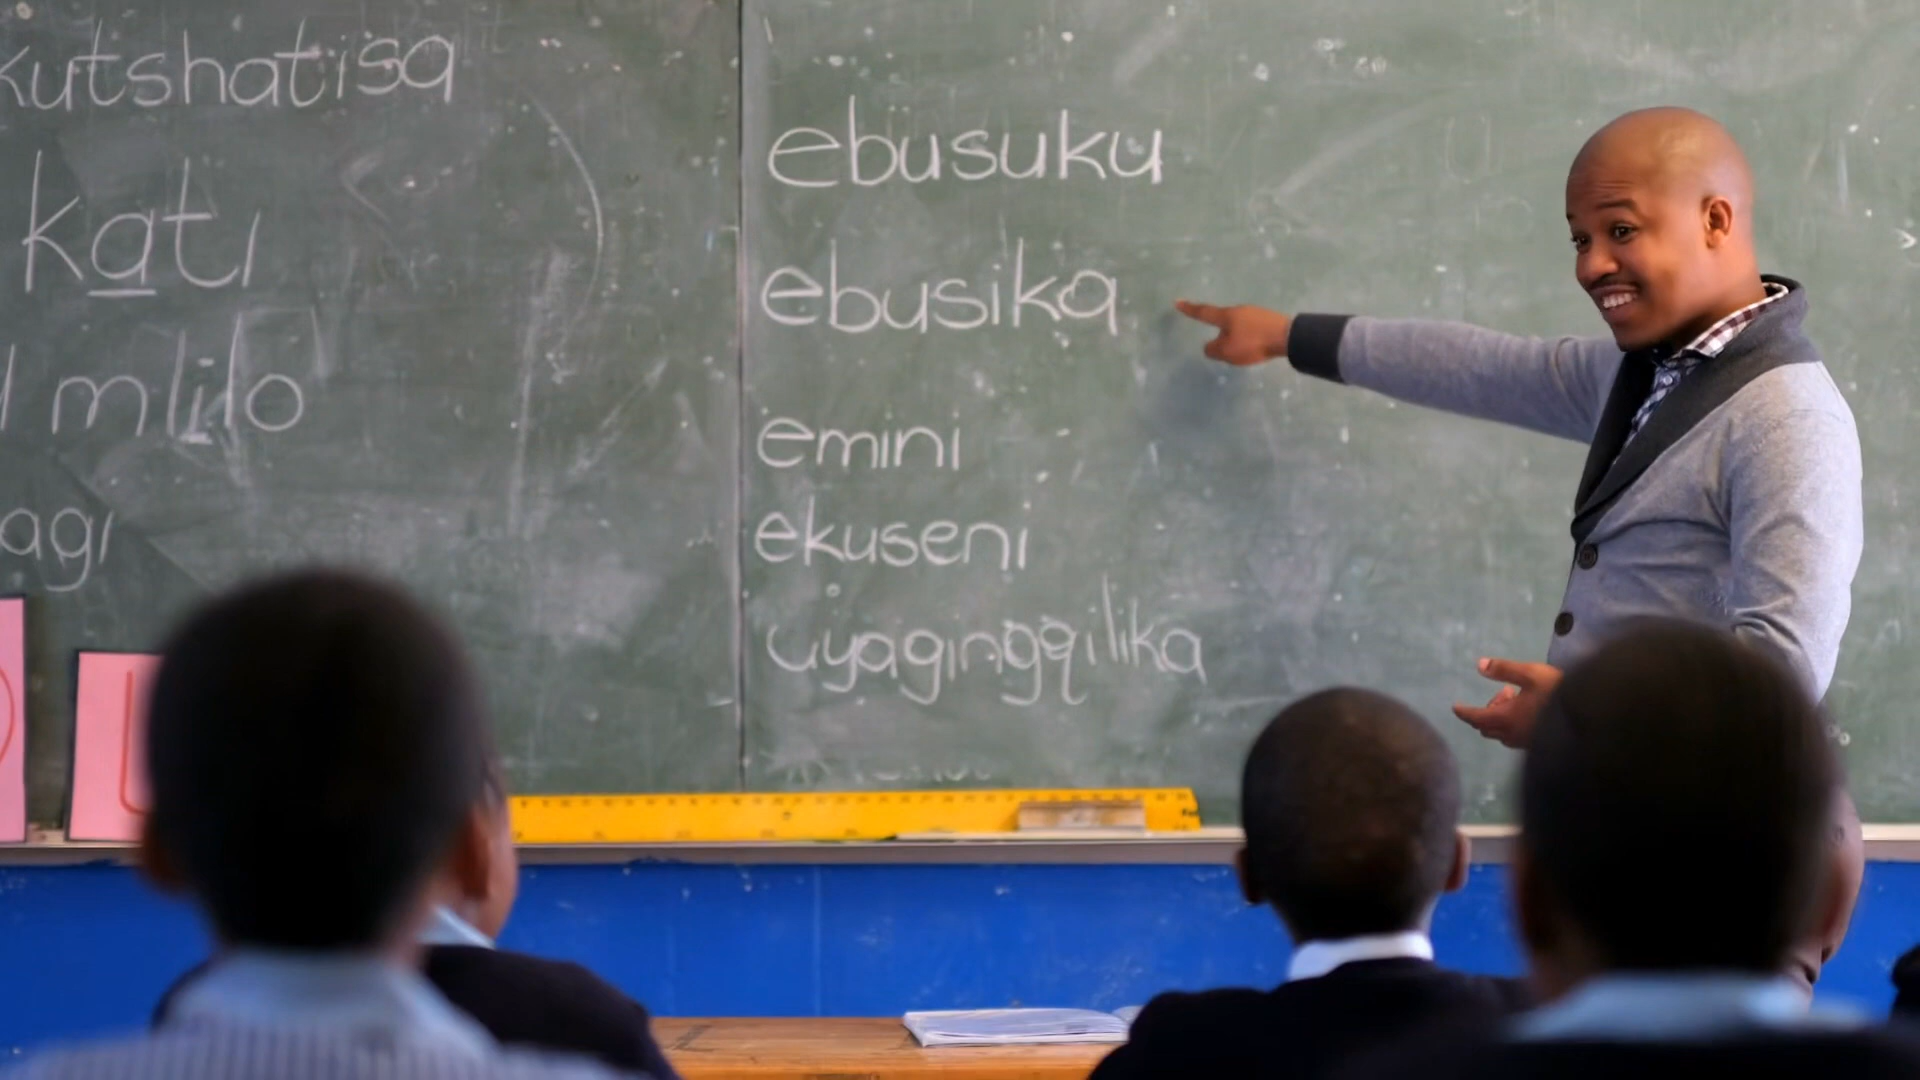 kutshatisa
kati
mlilo
agi
ebusuku
ebusika
emini
ekuseni
uyagingqilika
U